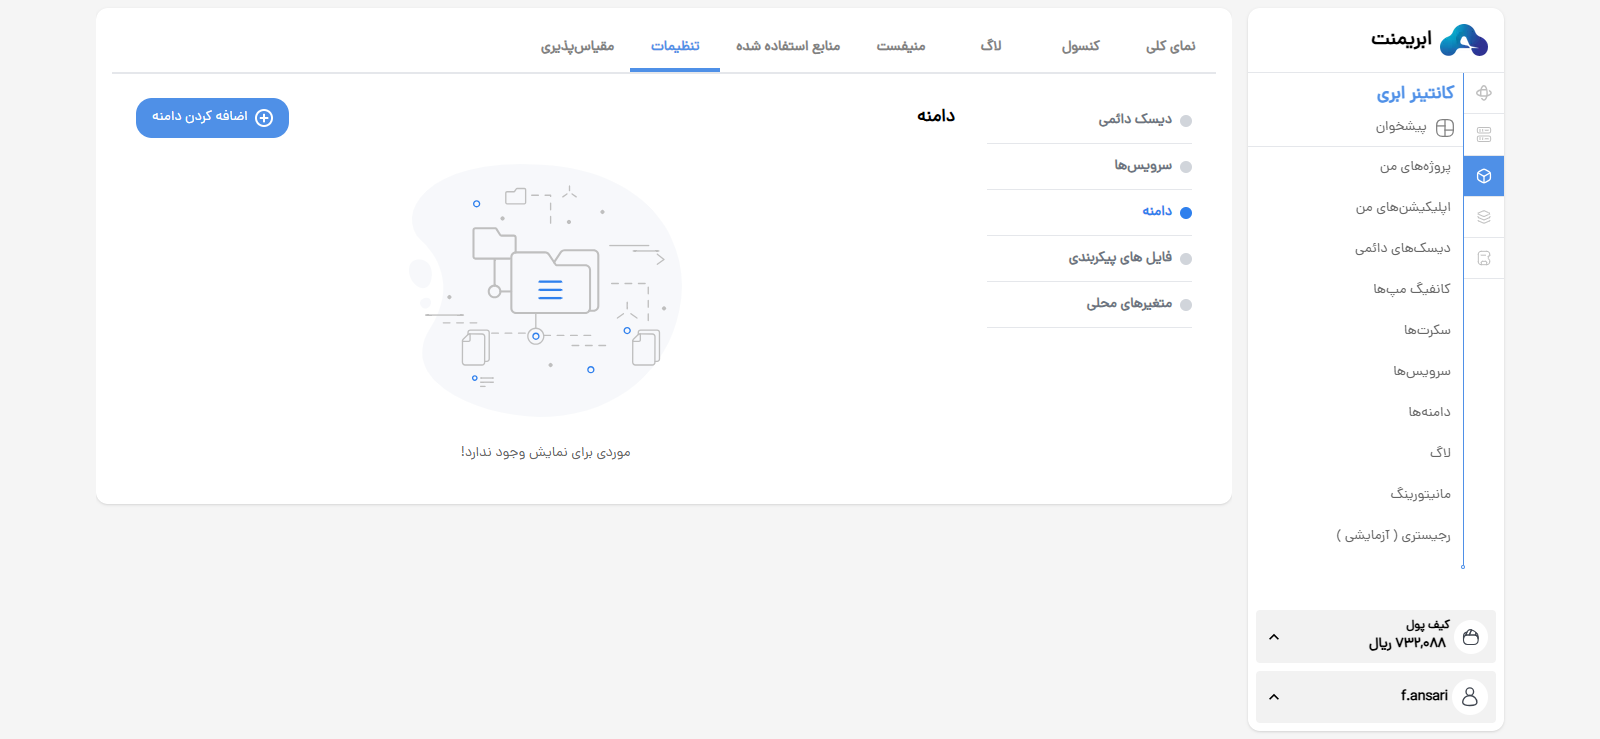 ابریمنت
کانتینر ابری
پیشخوان
پروژه‌های من
اپلیکیشن‌های من
دیسک‌های دائمی
کانفیگ مپ‌ها
سکرت‌ها
سرویس‌ها
دامنه‌ها
لاگ
مانیتورینگ
رجیستری ( آزمایشی )
کیف پول
۷۳۲,۰۸۸ ریال
f.ansari
نمای کلی
کنسول
لاگ
منیفست
منابع استفاده شده
تنظیمات
مقیاس‌پذیری
دیسک دائمی
سرویس‌ها
دامنه
فایل های پیکربندی
متغیرهای محلی
دامنه
اضافه کردن دامنه
موردی برای نمایش وجود ندارد!